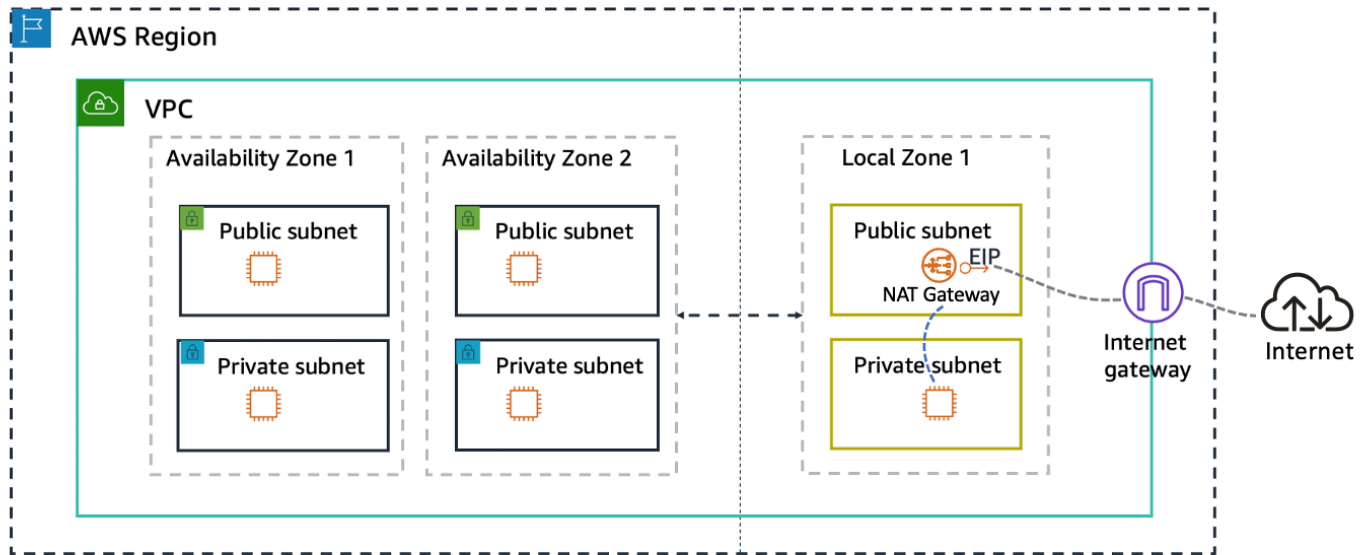 AWS Region
VPC
Availability Zone 1
Availability Zone 2
Local Zone 1
Public subnet
Public subnet
Public subnet
EIP
NAT Gateway
Private subnet
Private subnet
Private subnet
Internet
gateway
Internet